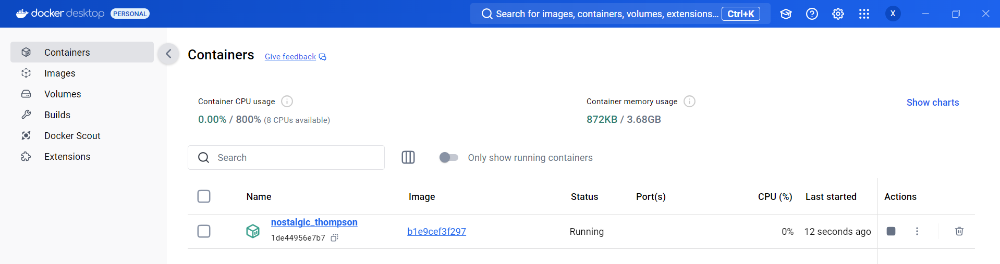 docker desktop PERSONAL
Search for images, containers, volumes, extensions... Ctrl+K
X
Containers
Images
Volumes
Builds
Docker Scout
Extensions
Containers Give feedback
Container CPU usage
0.00% / 800% (8 CPUs available)
Container memory usage
872KB / 3.68GB
Show charts
Search
Only show running containers
Name Image Status Port(s) CPU (%) Last started Actions
nostalgic_thompson
1de44956e7b7
b1e9cef3f297 Running 0% 12 seconds ago